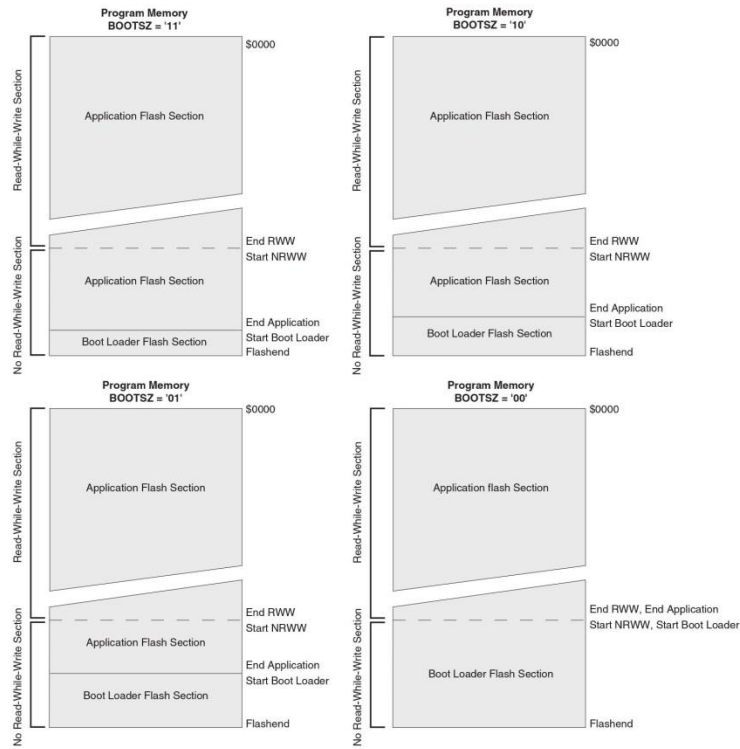 Program Memory
BOOTSZ = '11'
$0000
Read-While-Write Section
Application Flash Section
End RWW
Start NRWW
No Read-While-Write Section
Application Flash Section
End Application
Start Boot Loader
Boot Loader Flash Section
Flashend
Program Memory
BOOTSZ = '10'
$0000
Read-While-Write Section
Application Flash Section
End RWW
Start NRWW
No Read-While-Write Section
Application Flash Section
End Application
Start Boot Loader
Boot Loader Flash Section
Flashend
Program Memory
BOOTSZ = '01'
$0000
Read-While-Write Section
Application Flash Section
End RWW
Start NRWW
No Read-While-Write Section
Application Flash Section
End Application
Start Boot Loader
Boot Loader Flash Section
Flashend
Program Memory
BOOTSZ = '00'
$0000
Read-While-Write Section
Application flash Section
End RWW, End Application
Start NRWW, Start Boot Loader
No Read-While-Write Section
Boot Loader Flash Section
Flashend